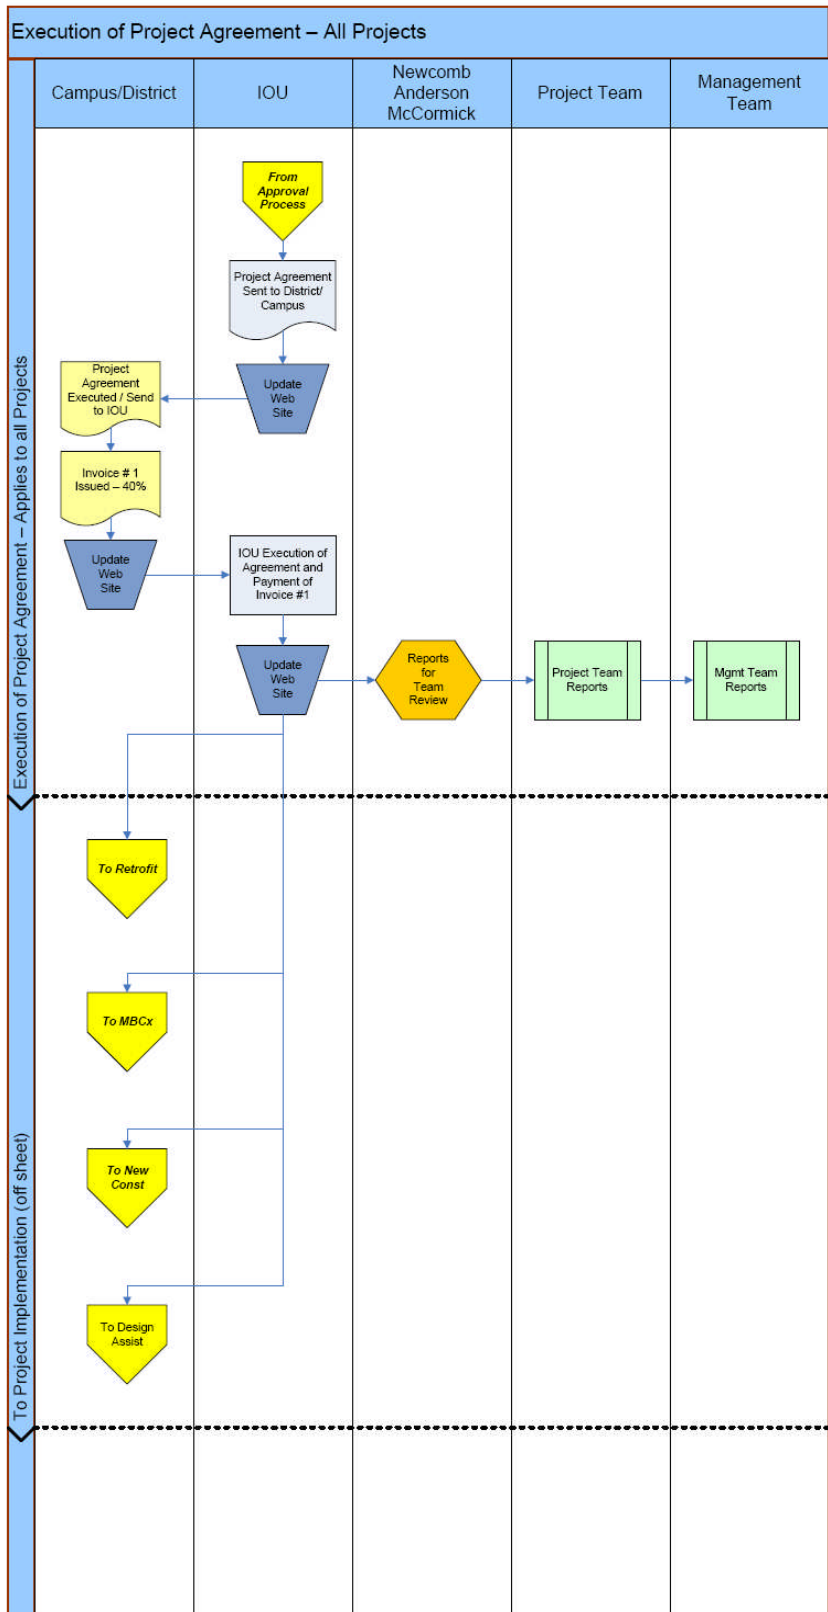 Execution of Project Agreement – All Projects
Campus/District
IOU
Newcomb
Anderson
McCormick
Project Team
Management
Team
Execution of Project Agreement – Applies to all Projects
From
Approval
Process
Project Agreement
Sent to District/
Campus
Update
Web
Site
Project
Agreement
Executed / Send
to IOU
Invoice # 1
Issued – 40%
Update
Web
Site
IOU Execution of
Agreement and
Payment of
Invoice #1
Update
Web
Site
Reports
for
Team
Review
Project Team
Reports
Mgmt Team
Reports
To Project Implementation (off sheet)
To Retrofit
To MBCx
To New
Const
To Design
Assist